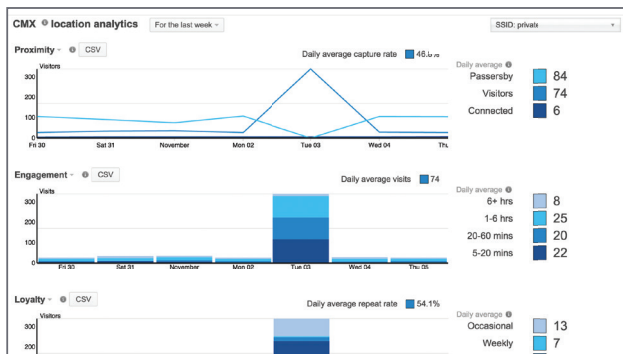 CMX location analytics For the last week SSID: private
Proximity CSV Daily average capture rate 46.
Visitors
300
200
100
0
Fri 30 Sat 31 November Mon 02 Tue 03 Wed 04 Thu
Daily average
Passersby 84
Visitors 74
Connected 6
Engagement CSV Daily average visits 74
Visits
300
200
100
0
Fri 30 Sat 31 November Mon 02 Tue 03 Wed 04 Thu 05
Daily average
6+ hrs 8
1-6 hrs 25
20-60 mins 20
5-20 mins 22
Loyalty CSV Daily average repeat rate 54.1%
Visitors
300
200
Daily average
Occasional 13
Weekly 7